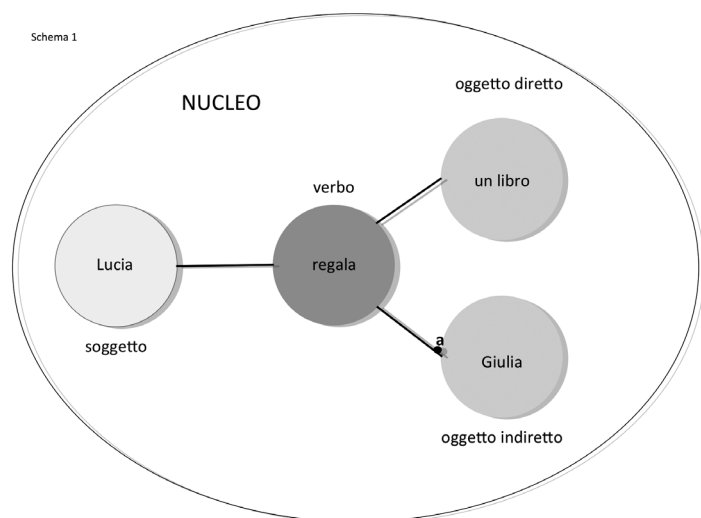 Schema 1
NUCLEO
oggetto diretto
un libro
verbo
Lucia
regala
soggetto
a
Giulia
oggetto indiretto